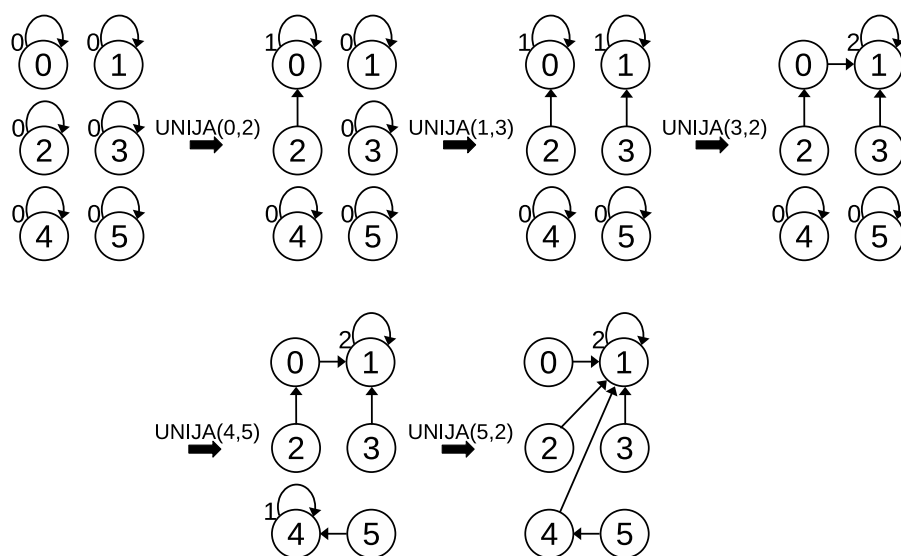 0 0 1 0 1 1 2
0 1 0 1 0 1 0 1
0 0 UNIJA(0,2) 0 UNIJA(1,3) UNIJA(3,2)
2 3 2 3 2 3 2 3
0 0 0 0 0 0 0 0
4 5 4 5 4 5 4 5
2 2
0 1 0 1
UNIJA(4,5) UNIJA(5,2)
2 3 2 3
1
4 5 4 5